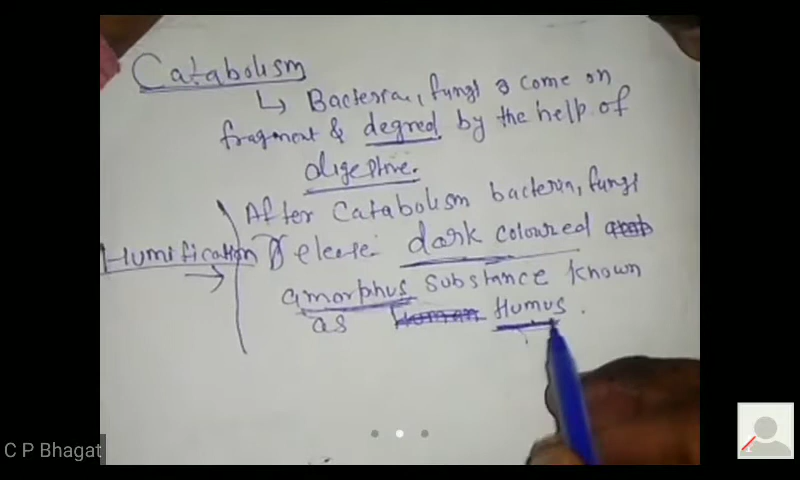 Catabolism
↳ Bacteria, fungi come on
fragment & degred by the help of
digestive.
After Catabolism bacteria, fungi
Humification release dark coloured
amorphus substance known
as Humus.
C P Bhagat